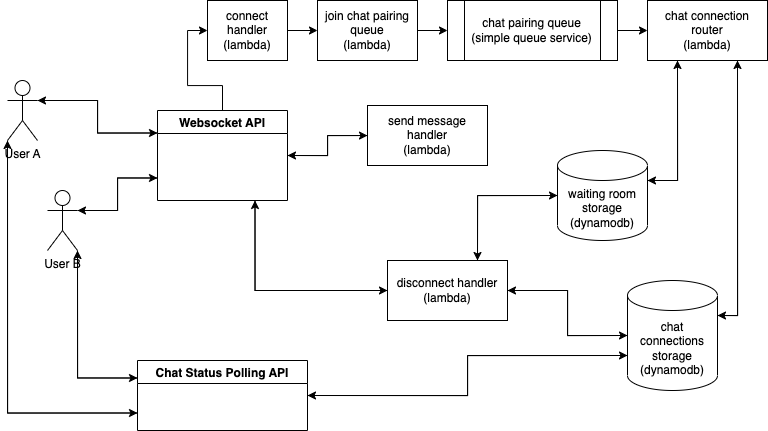 connect
handler
(lambda)
join chat pairing
queue
(lambda)
chat pairing queue
(simple queue service)
chat connection
router
(lambda)
User A
Websocket API
send message
handler
(lambda)
waiting room
storage
(dynamodb)
User B
disconnect handler
(lambda)
chat
connections
storage
(dynamodb)
Chat Status Polling API